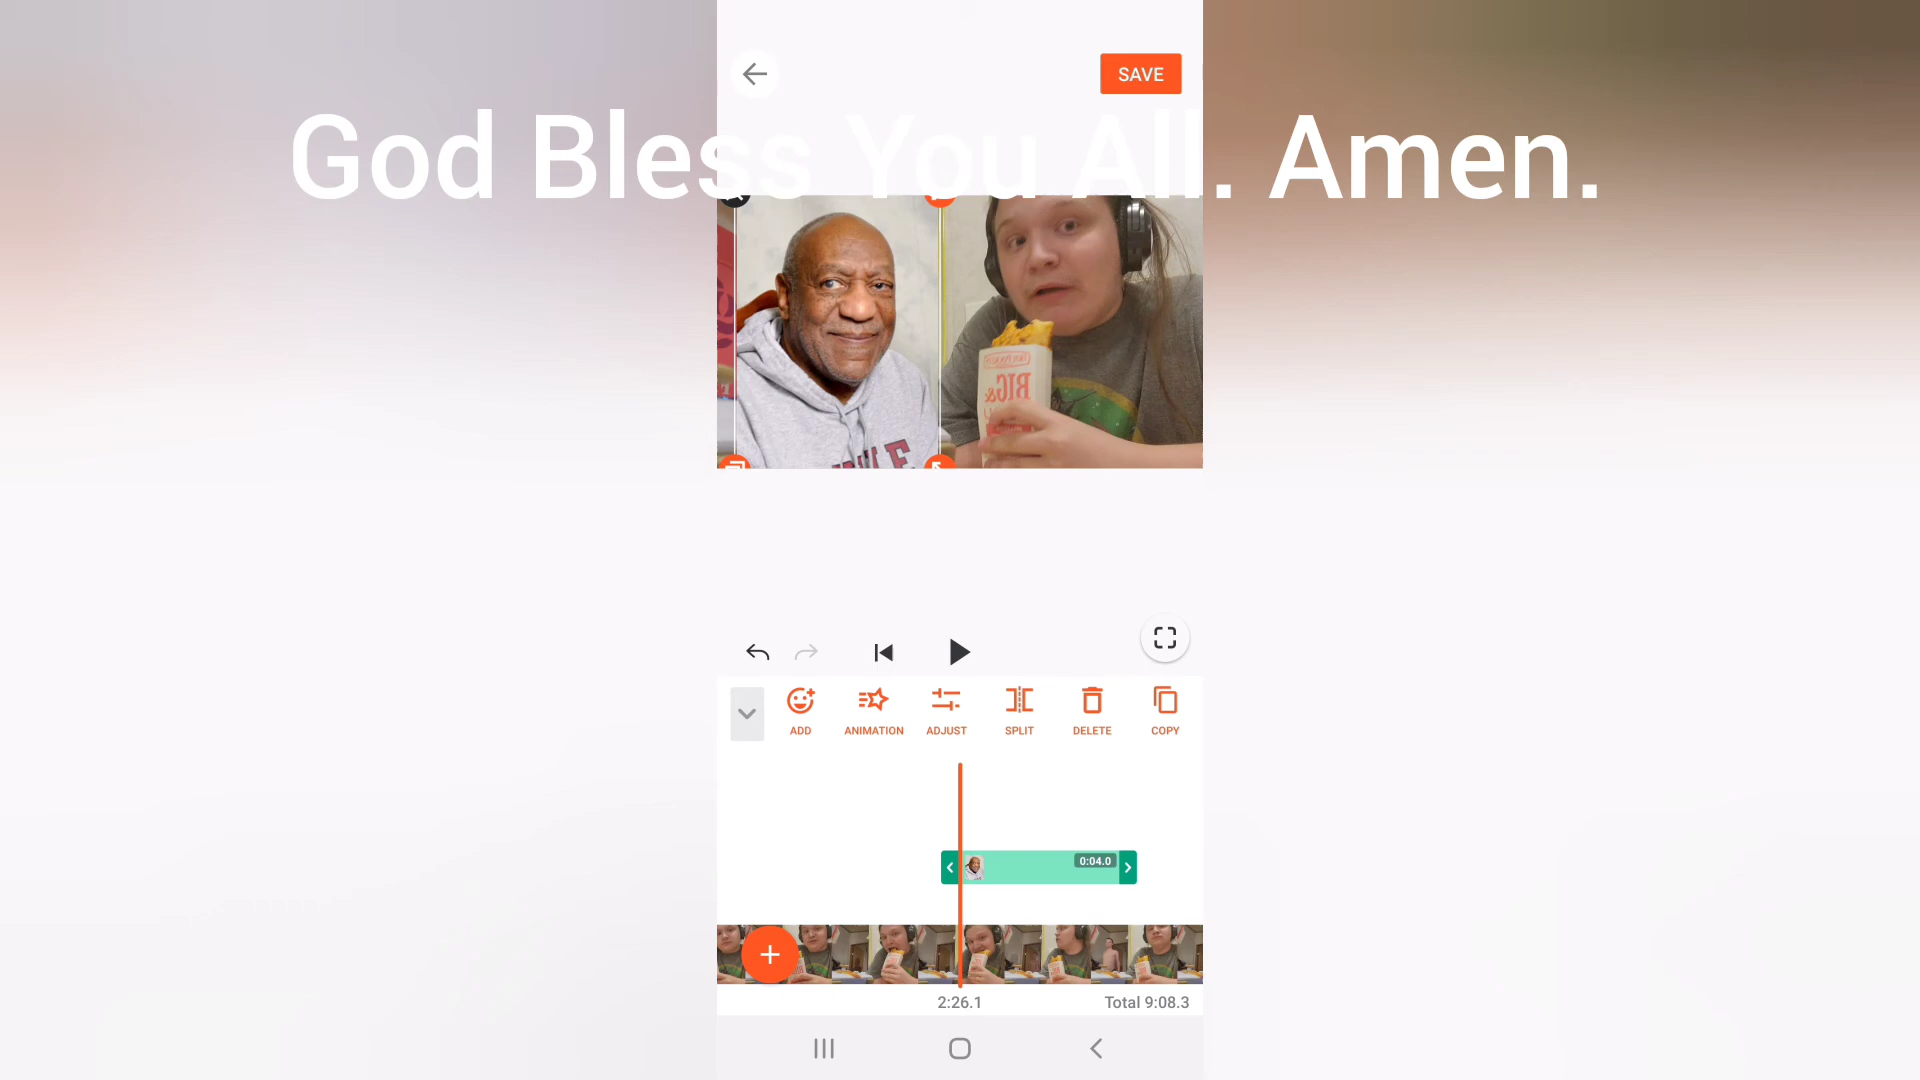 SAVE
God Bless You All. Amen.
BIG&
ADD
ANIMATION
ADJUST
SPLIT
DELETE
COPY
0:04.0
2:26.1
Total 9:08.3